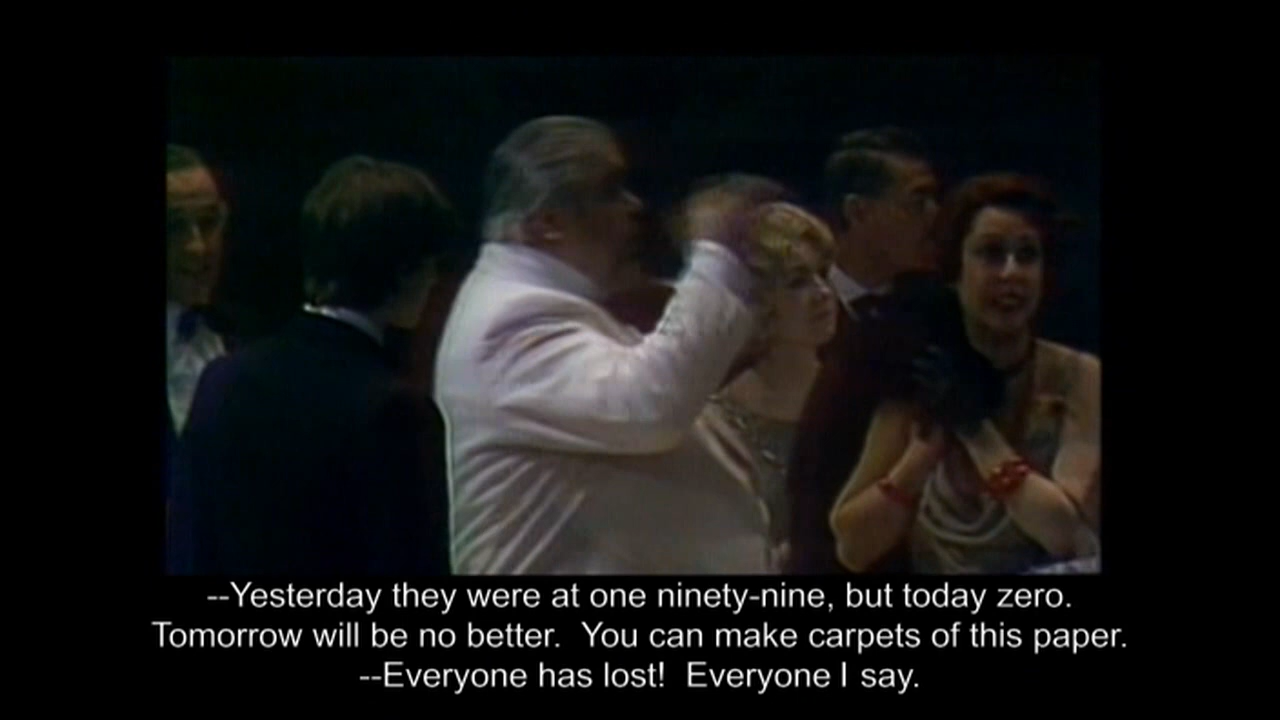 --Yesterday they were at one ninety-nine, but today zero.
Tomorrow will be no better.  You can make carpets of this paper.
--Everyone has lost!  Everyone I say.